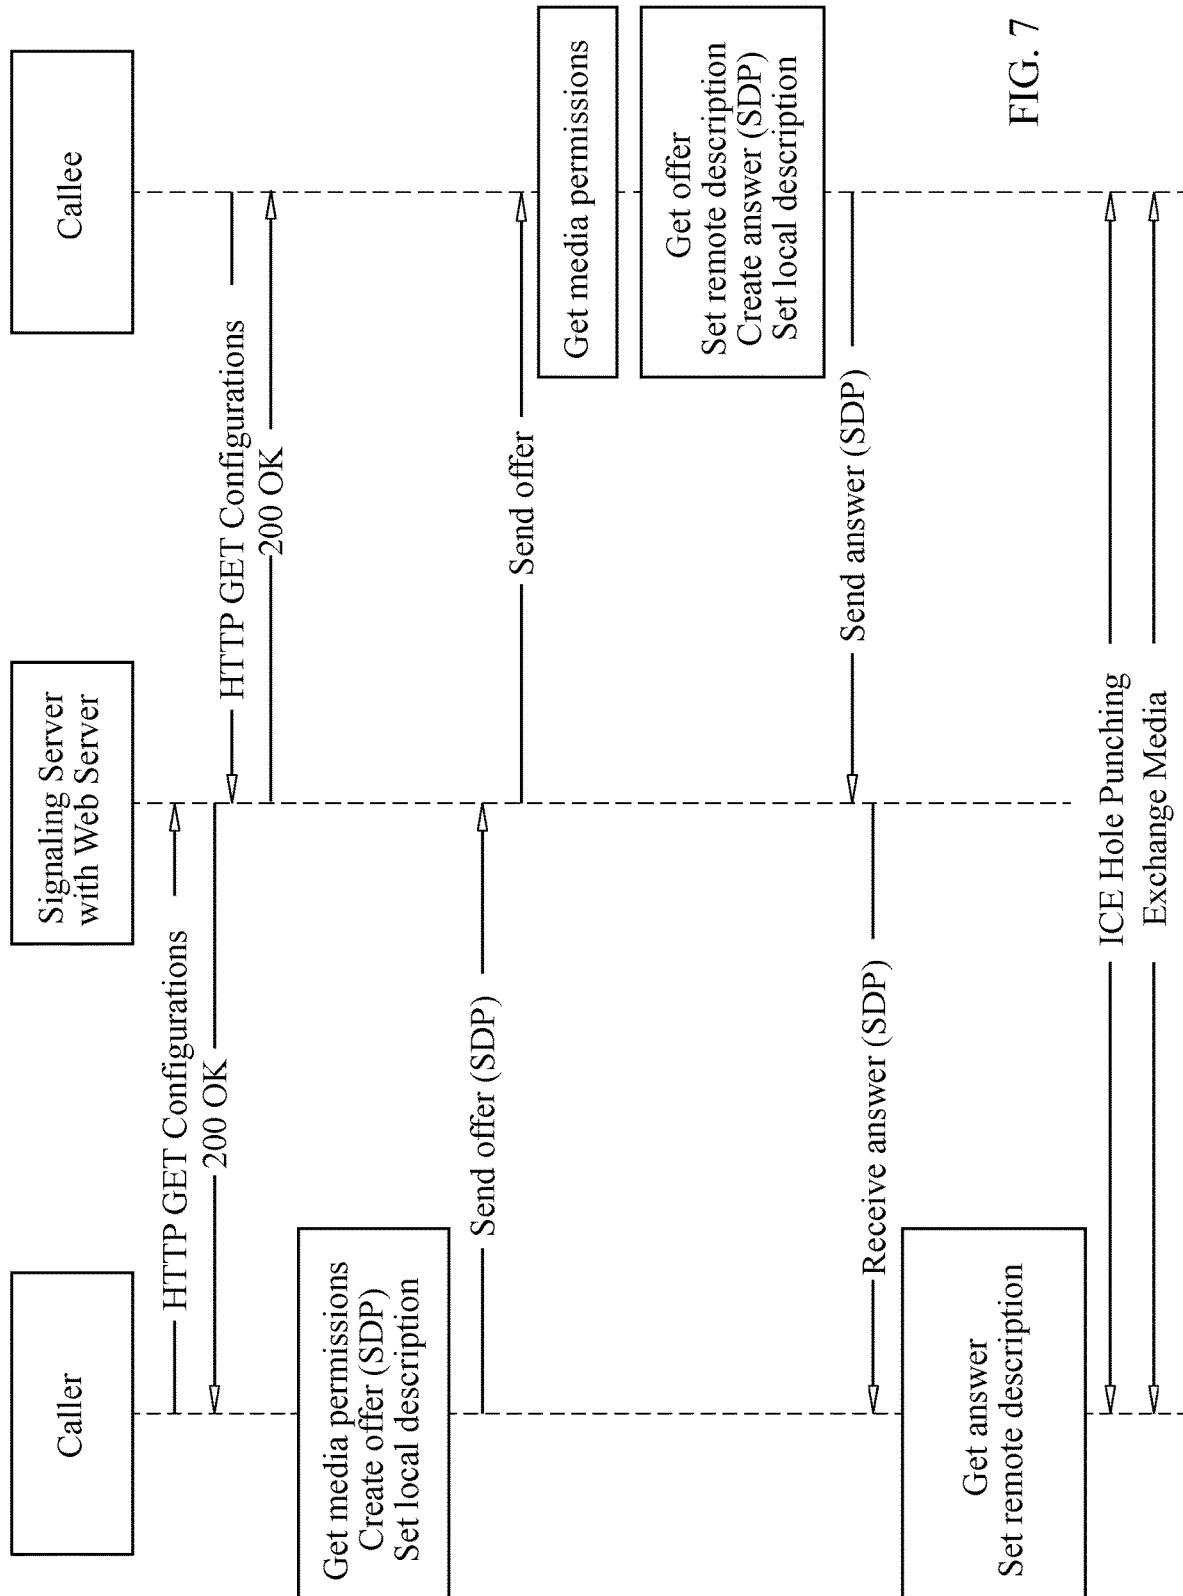 Caller
Signaling Server
with Web Server
Callee
HTTP GET Configurations
200 OK
HTTP GET Configurations
200 OK
Get media permissions
Create offer (SDP)
Set local description
Send offer (SDP)
Send offer
Get media permissions
Get offer
Set remote description
Create answer (SDP)
Set local description
Send answer (SDP)
Receive answer (SDP)
Get answer
Set remote description
ICE Hole Punching
Exchange Media
FIG. 7